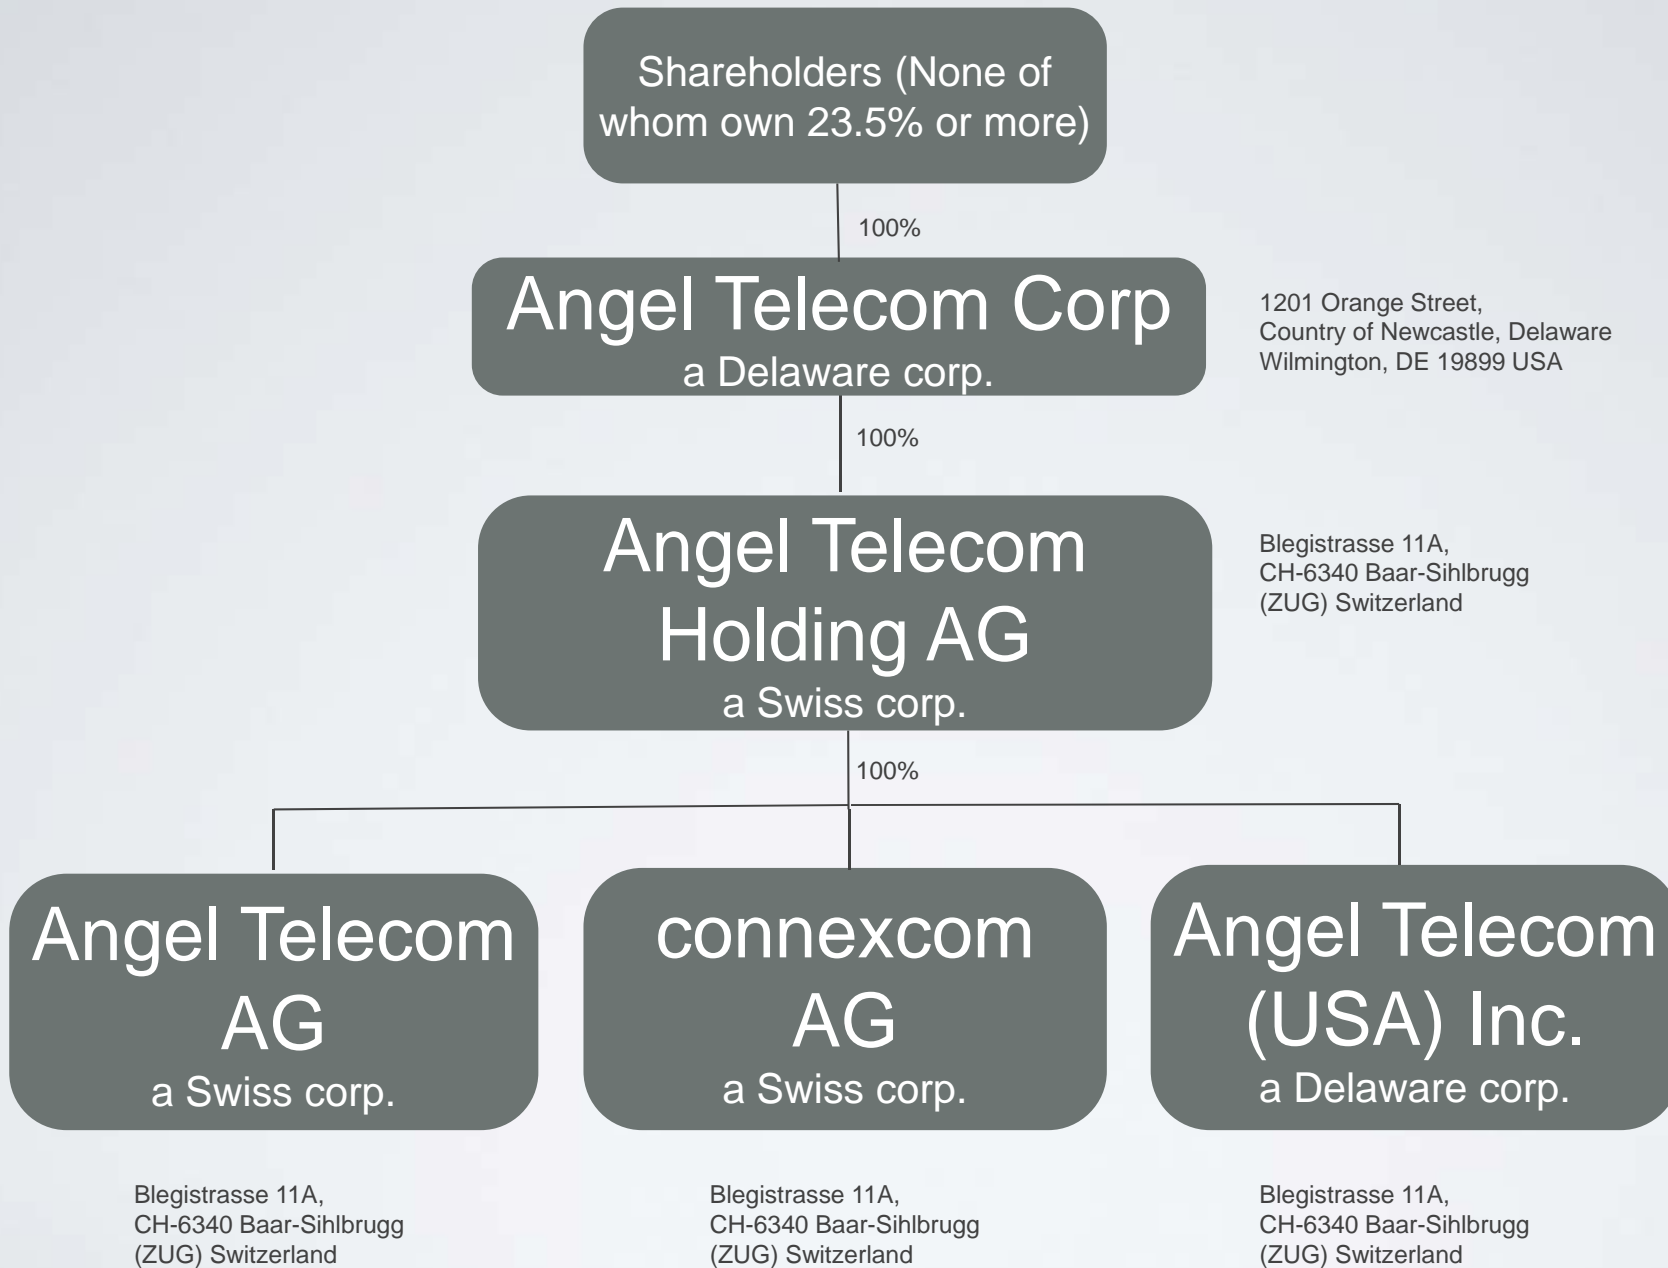 Shareholders (None of
whom own 23.5% or more)
100%
Angel Telecom Corp
a Delaware corp.
1201 Orange Street,
Country of Newcastle, Delaware
Wilmington, DE 19899 USA
100%
Angel Telecom
Holding AG
a Swiss corp.
Blegistrasse 11A,
CH-6340 Baar-Sihlbrugg
(ZUG) Switzerland
100%
Angel Telecom
AG
a Swiss corp.
connexcom
AG
a Swiss corp.
Angel Telecom
(USA) Inc.
a Delaware corp.
Blegistrasse 11A,
CH-6340 Baar-Sihlbrugg
(ZUG) Switzerland
Blegistrasse 11A,
CH-6340 Baar-Sihlbrugg
(ZUG) Switzerland
Blegistrasse 11A,
CH-6340 Baar-Sihlbrugg
(ZUG) Switzerland